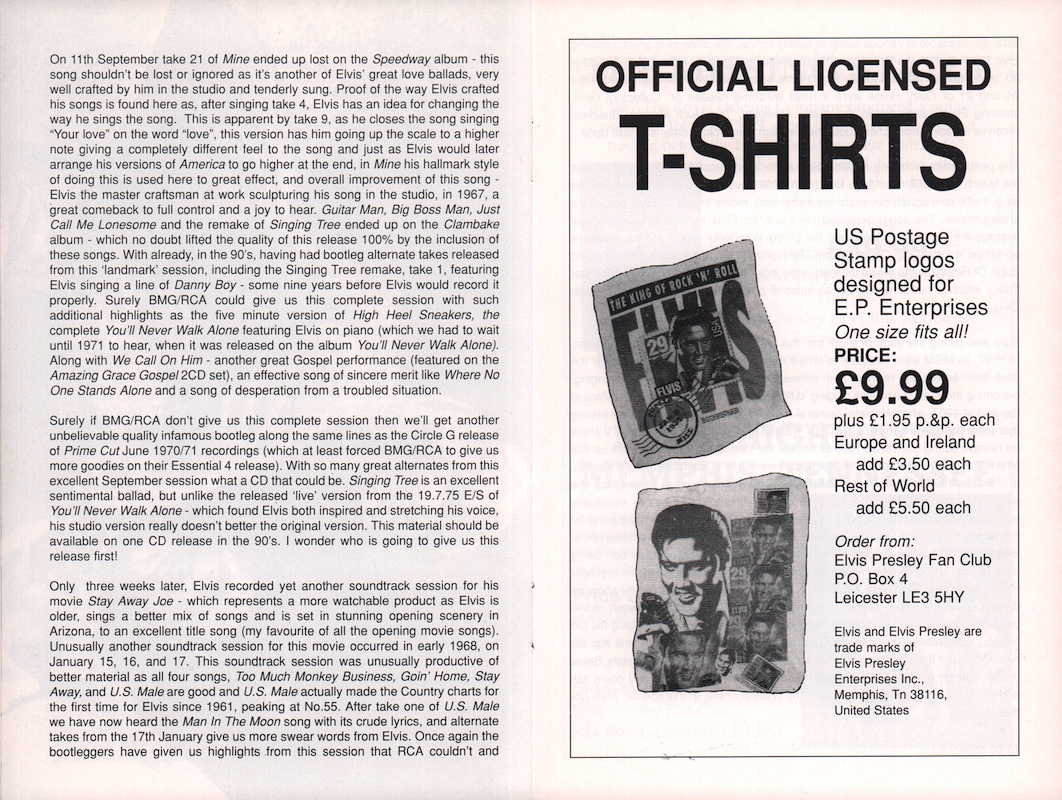 On 11th September take 21 of Mine ended up lost on the Speedway album - this
song shouldn't be lost or ignored as it's another of Elvis' great love ballads, very
well crafted by him in the studio and tenderly sung. Proof of the way Elvis crafted
his songs is found here as, after singing take 4, Elvis has an idea for changing the
way he sings the song. This is apparent by take 9, as he closes the song singing
“Your love” on the word “love”, this version has him going up the scale to a higher
note giving a completely different feel to the song and just as Elvis would later
arrange his versions of America to go higher at the end, in Mine his hallmark style
of doing this is used here to great effect, and overall improvement of this song -
Elvis the master craftsman at work sculpturing his song in the studio, in 1967, a
great comeback to full control and a joy to hear. Guitar Man, Big Boss Man, Just
Call Me Lonesome and the remake of Singing Tree ended up on the Clambake
album - which no doubt lifted the quality of this release 100% by the inclusion of
these songs. With already, in the 90's, having had bootleg alternate takes released
from this 'landmark' session, including the Singing Tree remake, take 1, featuring
Elvis singing a line of Danny Boy - some nine years before Elvis would record it
properly. Surely BMG/RCA could give us this complete session with such
additional highlights as the five minute version of High Heel Sneakers, the
complete You'll Never Walk Alone featuring Elvis on piano (which we had to wait
until 1971 to hear, when it was released on the album You'll Never Walk Alone).
Along with We Call On Him - another great Gospel performance (featured on the
Amazing Grace Gospel 2CD set), an effective song of sincere merit like Where No
One Stands Alone and a song of desperation from a troubled situation.
Surely if BMG/RCA don't give us this complete session then we'll get another
unbelievable quality infamous bootleg along the same lines as the Circle G release
of Prime Cut June 1970/71 recordings (which at least forced BMG/RCA to give us
more goodies on their Essential 4 release). With so many great alternates from this
excellent September session what a CD that could be. Singing Tree is an excellent
sentimental ballad, but unlike the released 'live' version from the 19.7.75 E/S of
You'll Never Walk Alone - which found Elvis both inspired and stretching his voice,
his studio version really doesn't better the original version. This material should be
available on one CD release in the 90's. I wonder who is going to give us this
release first!
Only three weeks later, Elvis recorded yet another soundtrack session for his
movie Stay Away Joe - which represents a more watchable product as Elvis is
older, sings a better mix of songs and is set in stunning opening scenery in
Arizona, to an excellent title song (my favourite of all the opening movie songs).
Unusually another soundtrack session for this movie occurred in early 1968, on
January 15, 16, and 17. This soundtrack session was unusually productive of
better material as all four songs, Too Much Monkey Business, Goin' Home, Stay
Away, and U.S. Male are good and U.S. Male actually made the Country charts for
the first time for Elvis since 1961, peaking at No.55. After take one of U.S. Male
we have now heard the Man In The Moon song with its crude lyrics, and alternate
takes from the 17th January give us more swear words from Elvis. Once again the
bootleggers have given us highlights from this session that RCA couldn't and
OFFICIAL LICENSED
T-SHIRTS
THE KING OF ROCK 'N' ROLL
ELVIS
29
USA
ELVIS
US Postage
Stamp logos
designed for
E.P. Enterprises
One size fits all!
PRICE:
£9.99
plus £1.95 p.&p. each
Europe and Ireland
add £3.50 each
Rest of World
add £5.50 each
Order from:
Elvis Presley Fan Club
P.O. Box 4
Leicester LE3 5HY
Elvis and Elvis Presley are
trade marks of
Elvis Presley
Enterprises Inc.,
Memphis, Tn 38116,
United States